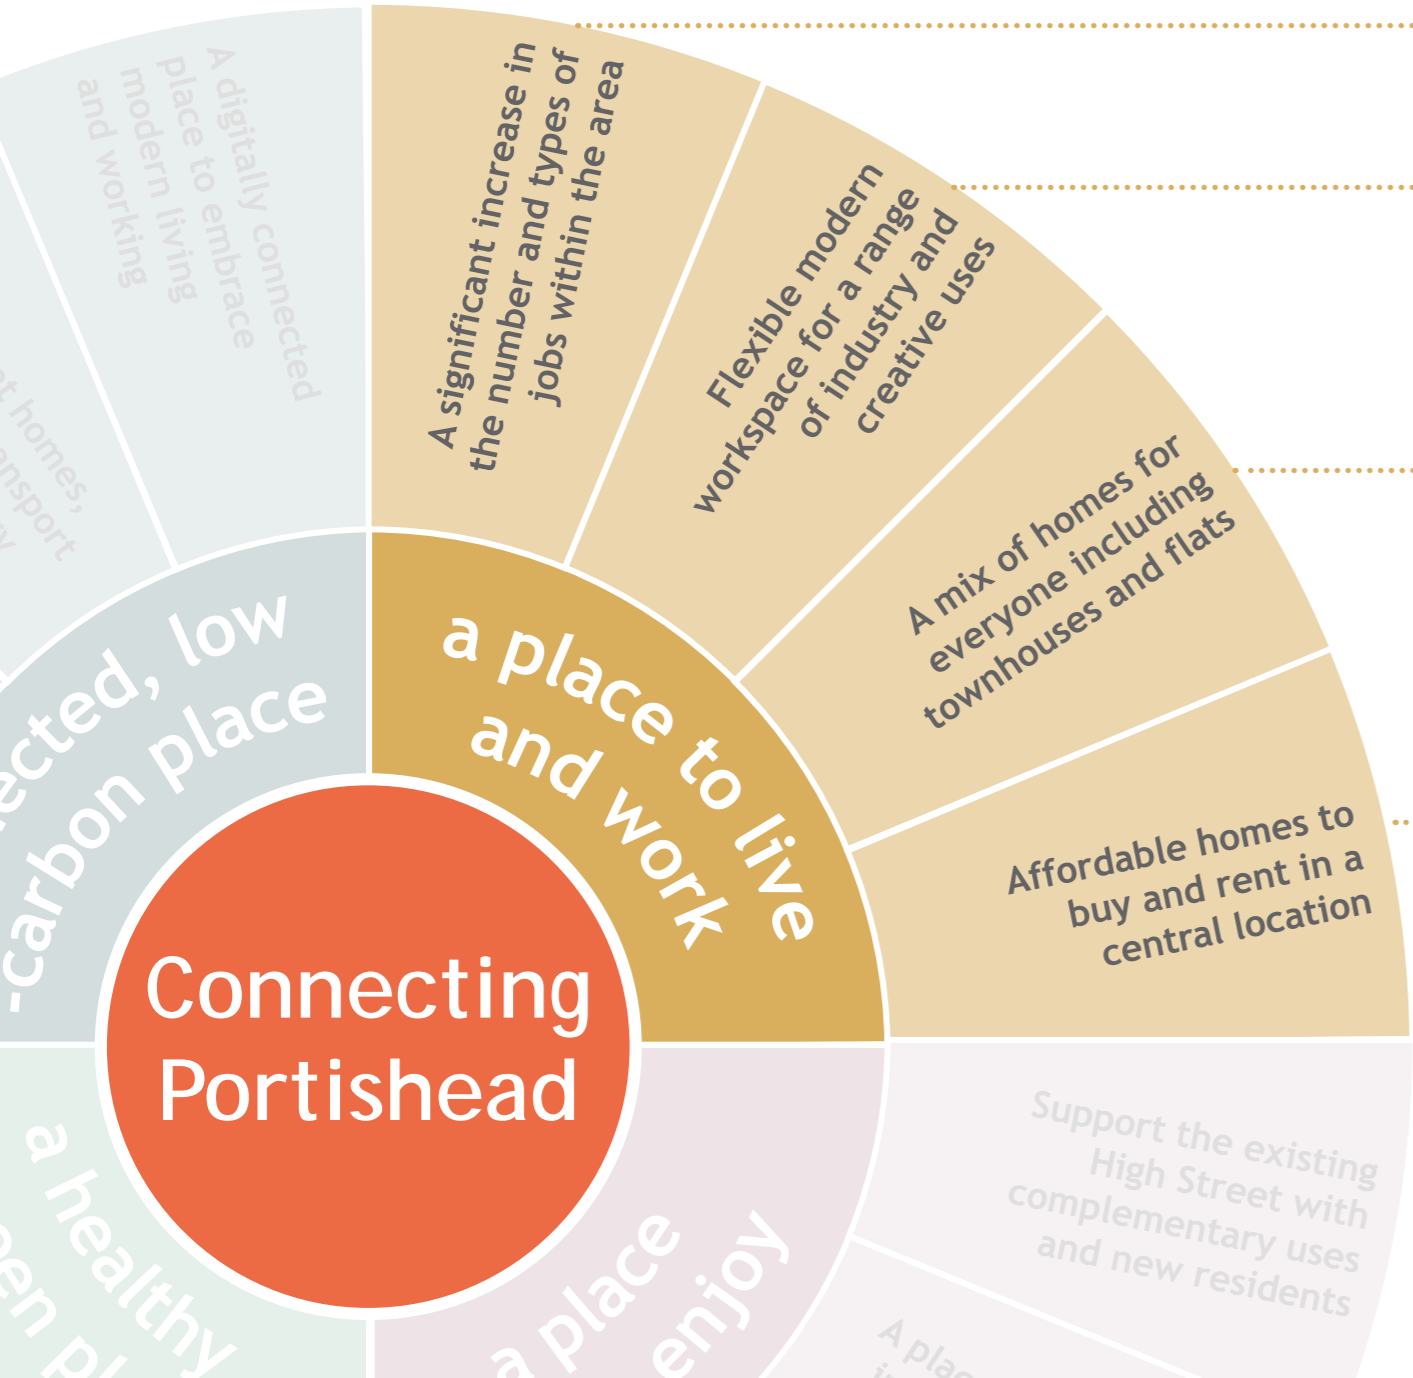 Connecting
Portishead
a place to live
and work
A significant increase in
the number and types of
jobs within the area
Flexible modern
workspace for a range
of industry and
creative uses
A mix of homes for
everyone including
townhouses and flats
Affordable homes to
buy and rent in a
central location
Support the existing
High Street with
complementary uses
and new residents
a place
enjoy
a healthy
low
-carbon place
homes,
A digitally connected
place to embrace
modern living
and working